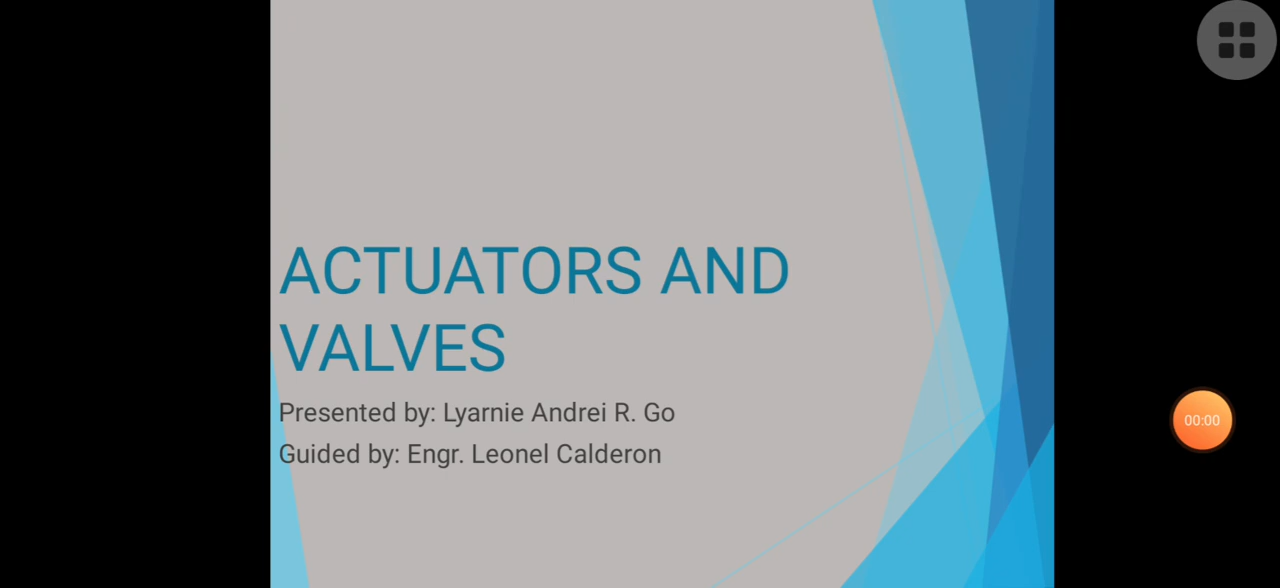 ACTUATORS AND
VALVES
Presented by: Lyarnie Andrei R. Go
Guided by: Engr. Leonel Calderon
00:00